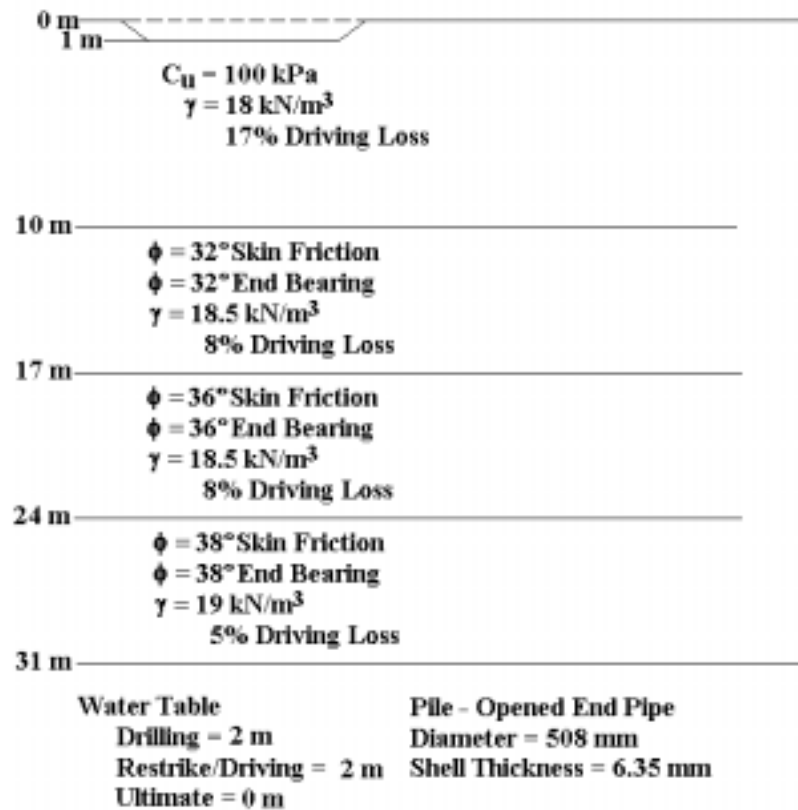 0 m
1 m
Cu = 100 kPa
γ = 18 kN/m³
17% Driving Loss
10 m
ϕ = 32° Skin Friction
ϕ = 32° End Bearing
γ = 18.5 kN/m³
8% Driving Loss
17 m
ϕ = 36° Skin Friction
ϕ = 36° End Bearing
γ = 18.5 kN/m³
8% Driving Loss
24 m
ϕ = 38° Skin Friction
ϕ = 38° End Bearing
γ = 19 kN/m³
5% Driving Loss
31 m
Water Table
Drilling = 2 m
Restrike/Driving = 2 m
Ultimate = 0 m
Pile - Opened End Pipe
Diameter = 508 mm
Shell Thickness = 6.35 mm